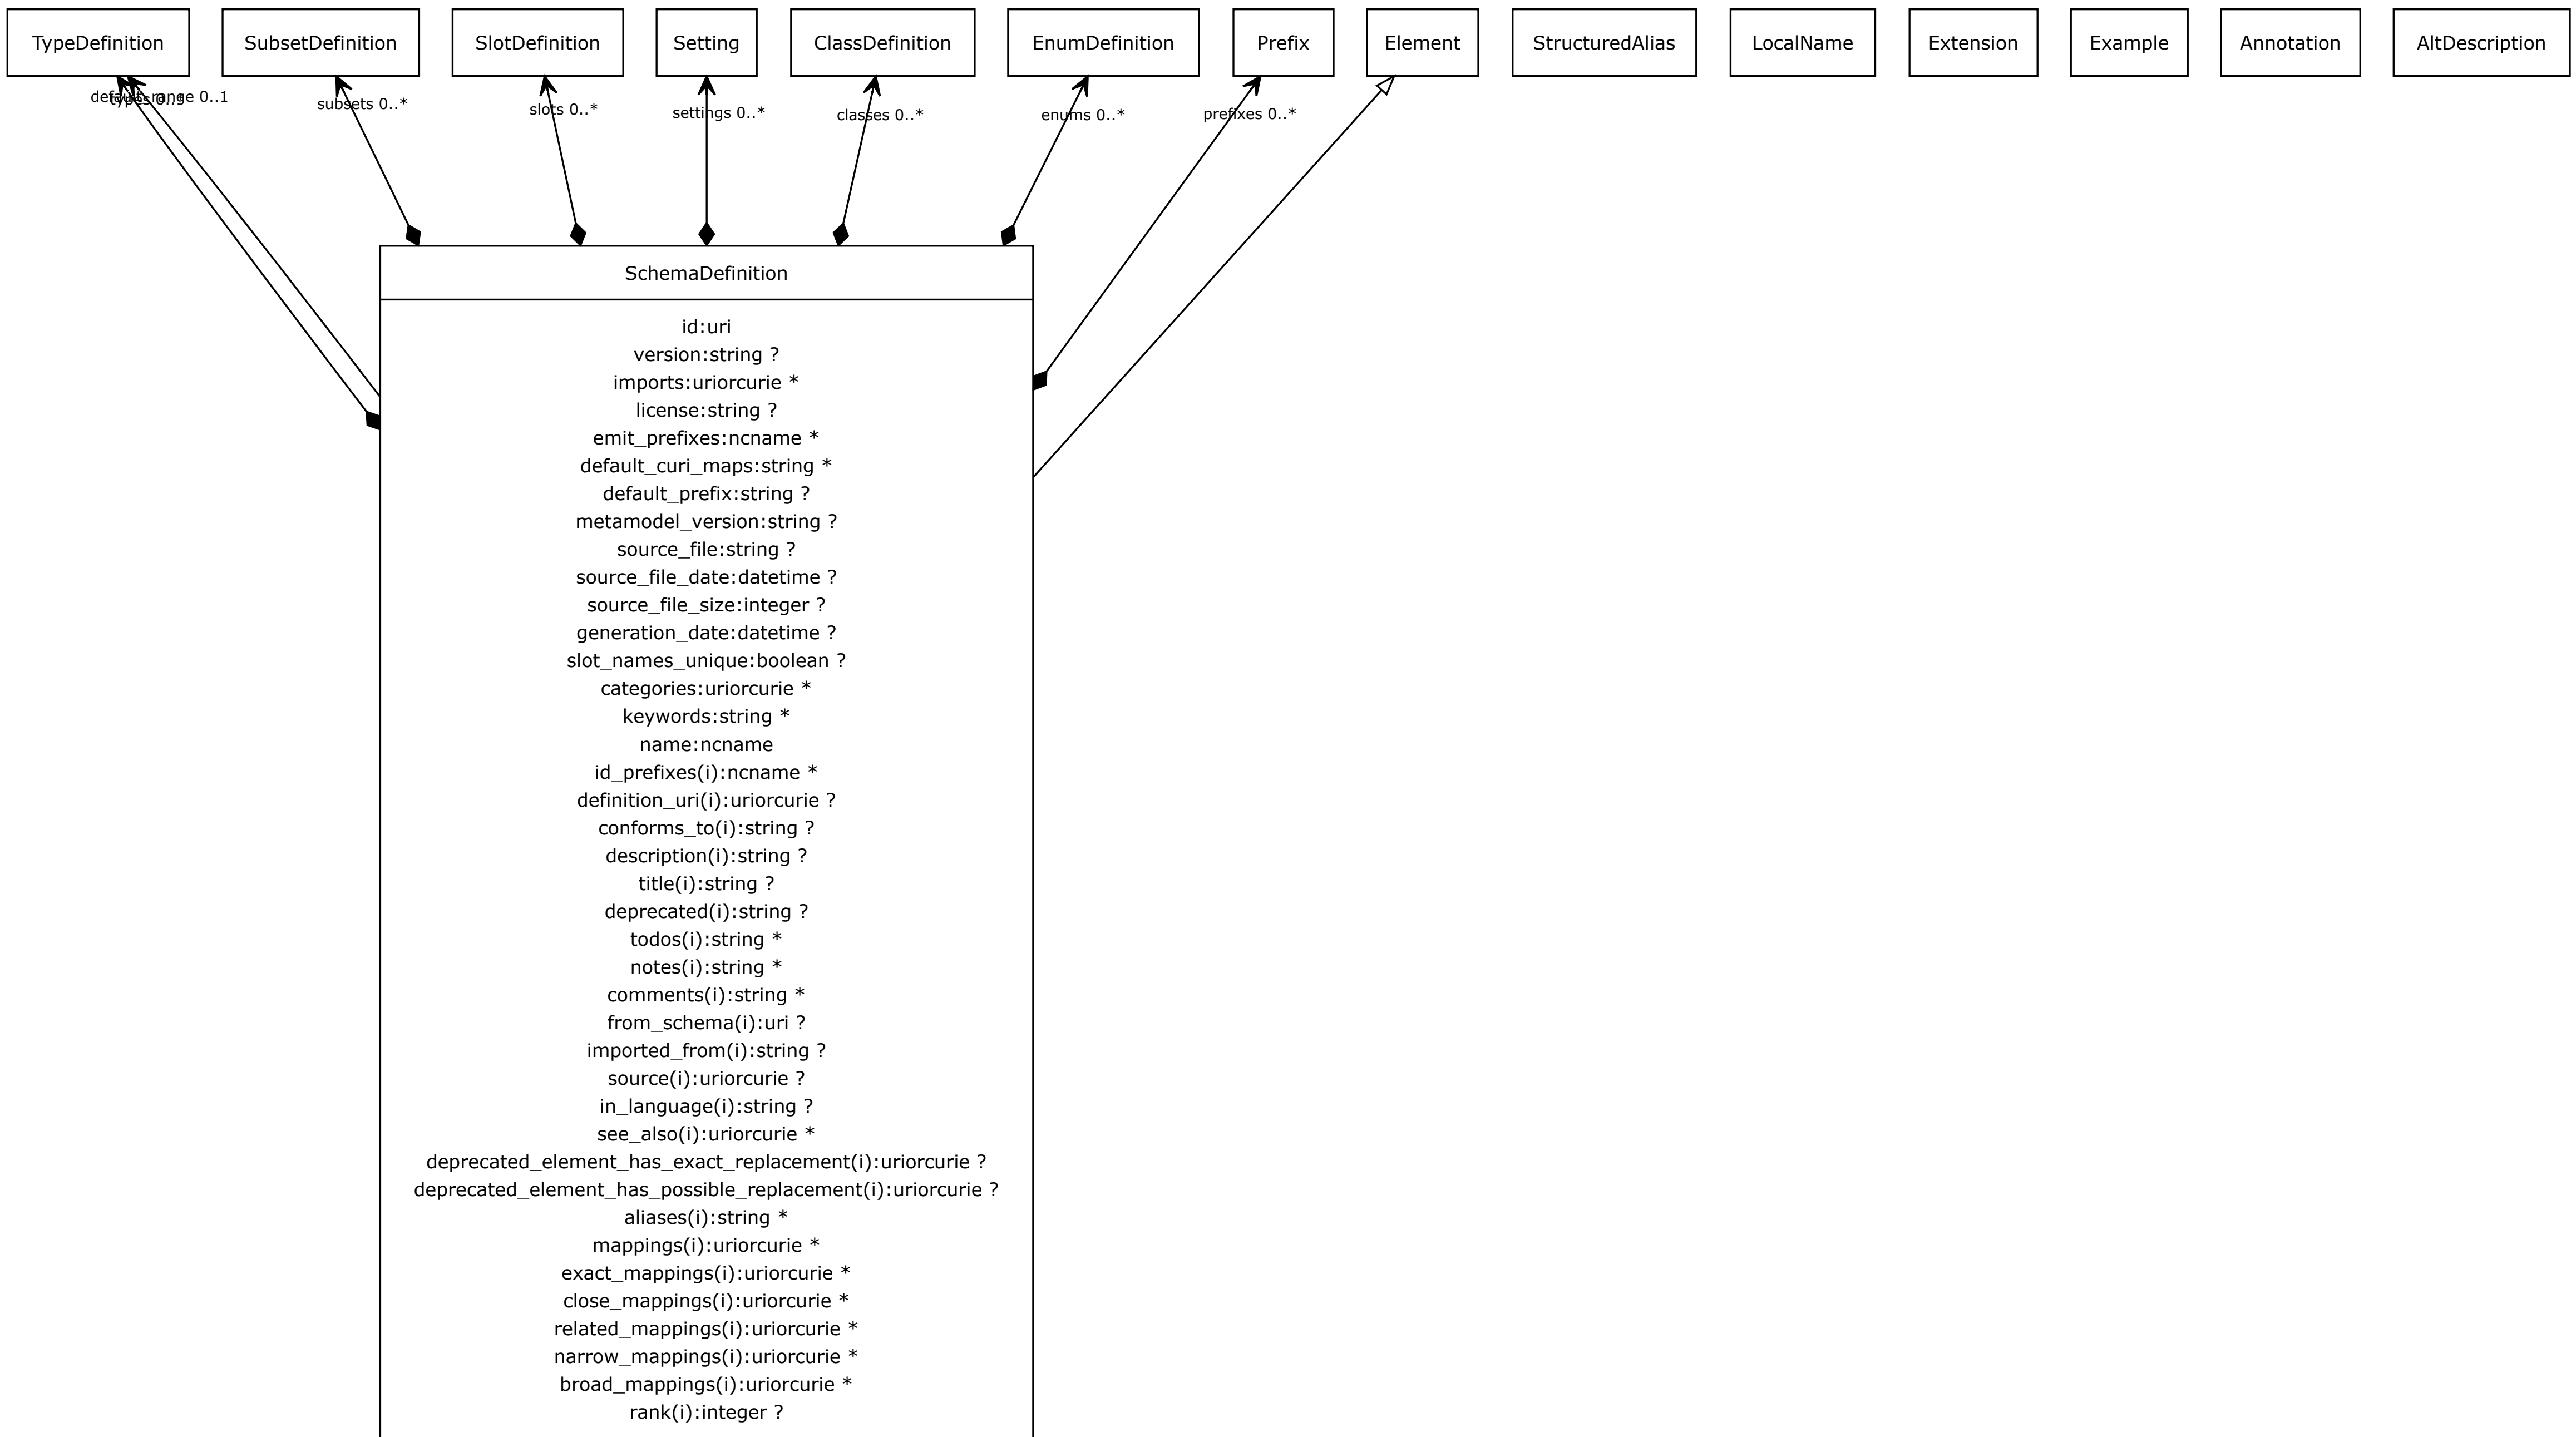 TypeDefinition
SubsetDefinition
SlotDefinition
Setting
ClassDefinition
EnumDefinition
Prefix
Element
StructuredAlias
LocalName
Extension
Example
Annotation
AltDescription
range 0..1
subsets 0..*
slots 0..*
settings 0..*
classes 0..*
enums 0..*
prefixes 0..*
SchemaDefinition
id:uri
version:string ?
imports:uriorcurie *
license:string ?
emit_prefixes:ncname *
default_curi_maps:string *
default_prefix:string ?
metamodel_version:string ?
source_file:string ?
source_file_date:datetime ?
source_file_size:integer ?
generation_date:datetime ?
slot_names_unique:boolean ?
categories:uriorcurie *
keywords:string *
name:ncname
id_prefixes(i):ncname *
definition_uri(i):uriorcurie ?
conforms_to(i):string ?
description(i):string ?
title(i):string ?
deprecated(i):string ?
todos(i):string *
notes(i):string *
comments(i):string *
from_schema(i):uri ?
imported_from(i):string ?
source(i):uriorcurie ?
in_language(i):string ?
see_also(i):uriorcurie *
deprecated_element_has_exact_replacement(i):uriorcurie ?
deprecated_element_has_possible_replacement(i):uriorcurie ?
aliases(i):string *
mappings(i):uriorcurie *
exact_mappings(i):uriorcurie *
close_mappings(i):uriorcurie *
related_mappings(i):uriorcurie *
narrow_mappings(i):uriorcurie *
broad_mappings(i):uriorcurie *
rank(i):integer ?